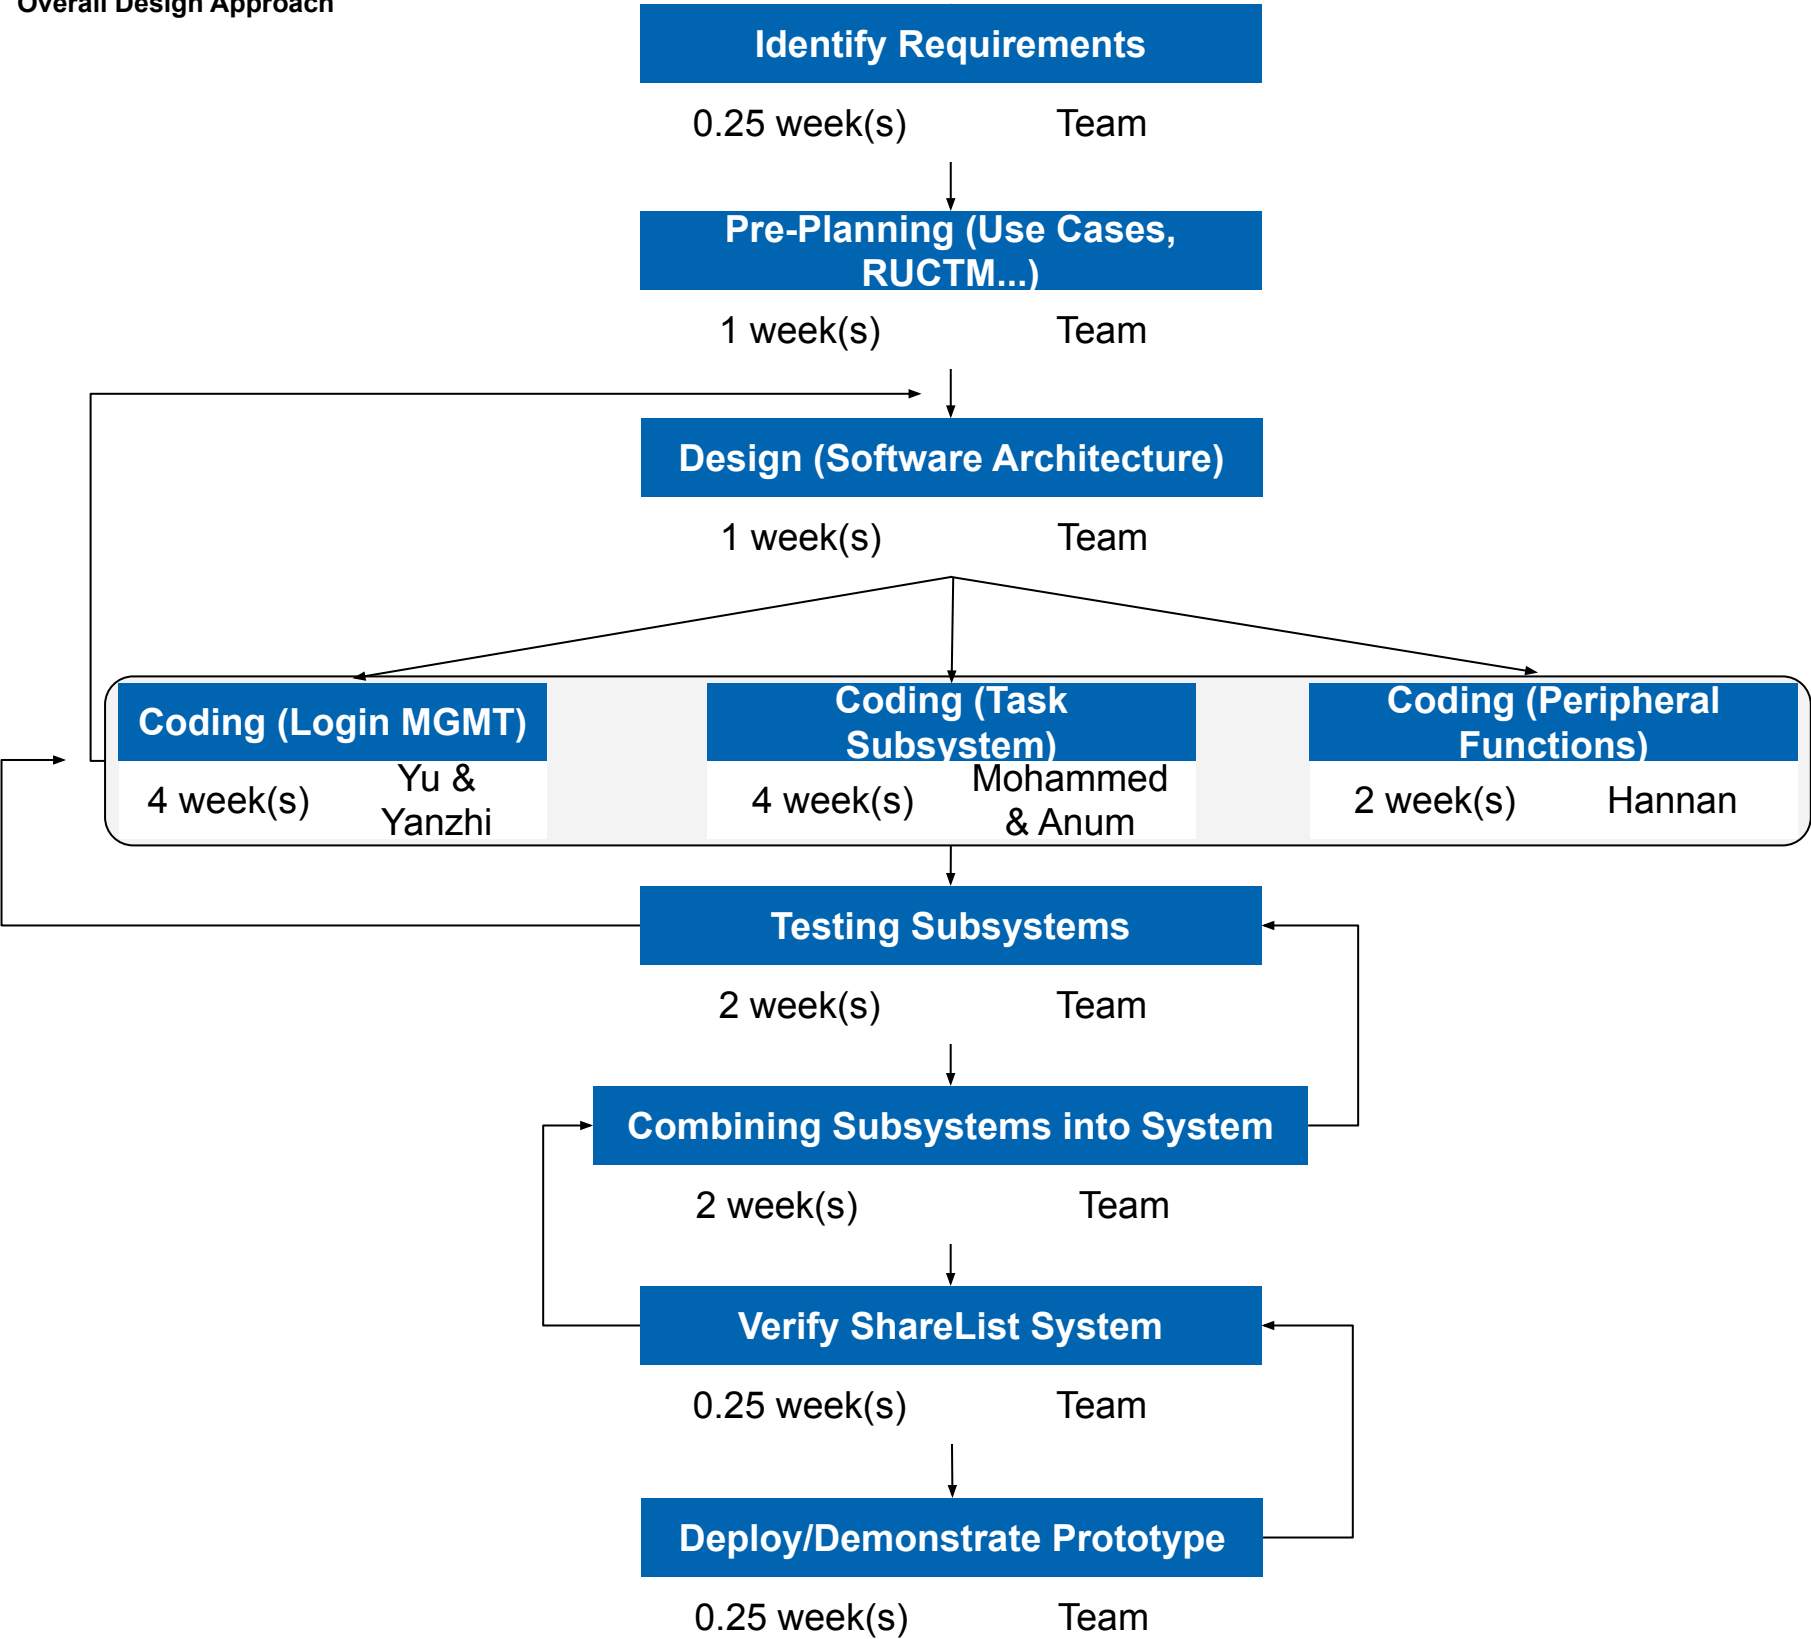 Overall Design Approach
Identify Requirements
0.25 week(s) Team
Pre-Planning (Use Cases,
RUCTM...)
1 week(s) Team
Design (Software Architecture)
1 week(s) Team
Coding (Login MGMT)
4 week(s) Yu &
Yanzhi
Coding (Task
Subsystem)
4 week(s) Mohammed
& Anum
Coding (Peripheral
Functions)
2 week(s) Hannan
Testing Subsystems
2 week(s) Team
Combining Subsystems into System
2 week(s) Team
Verify ShareList System
0.25 week(s) Team
Deploy/Demonstrate Prototype
0.25 week(s) Team